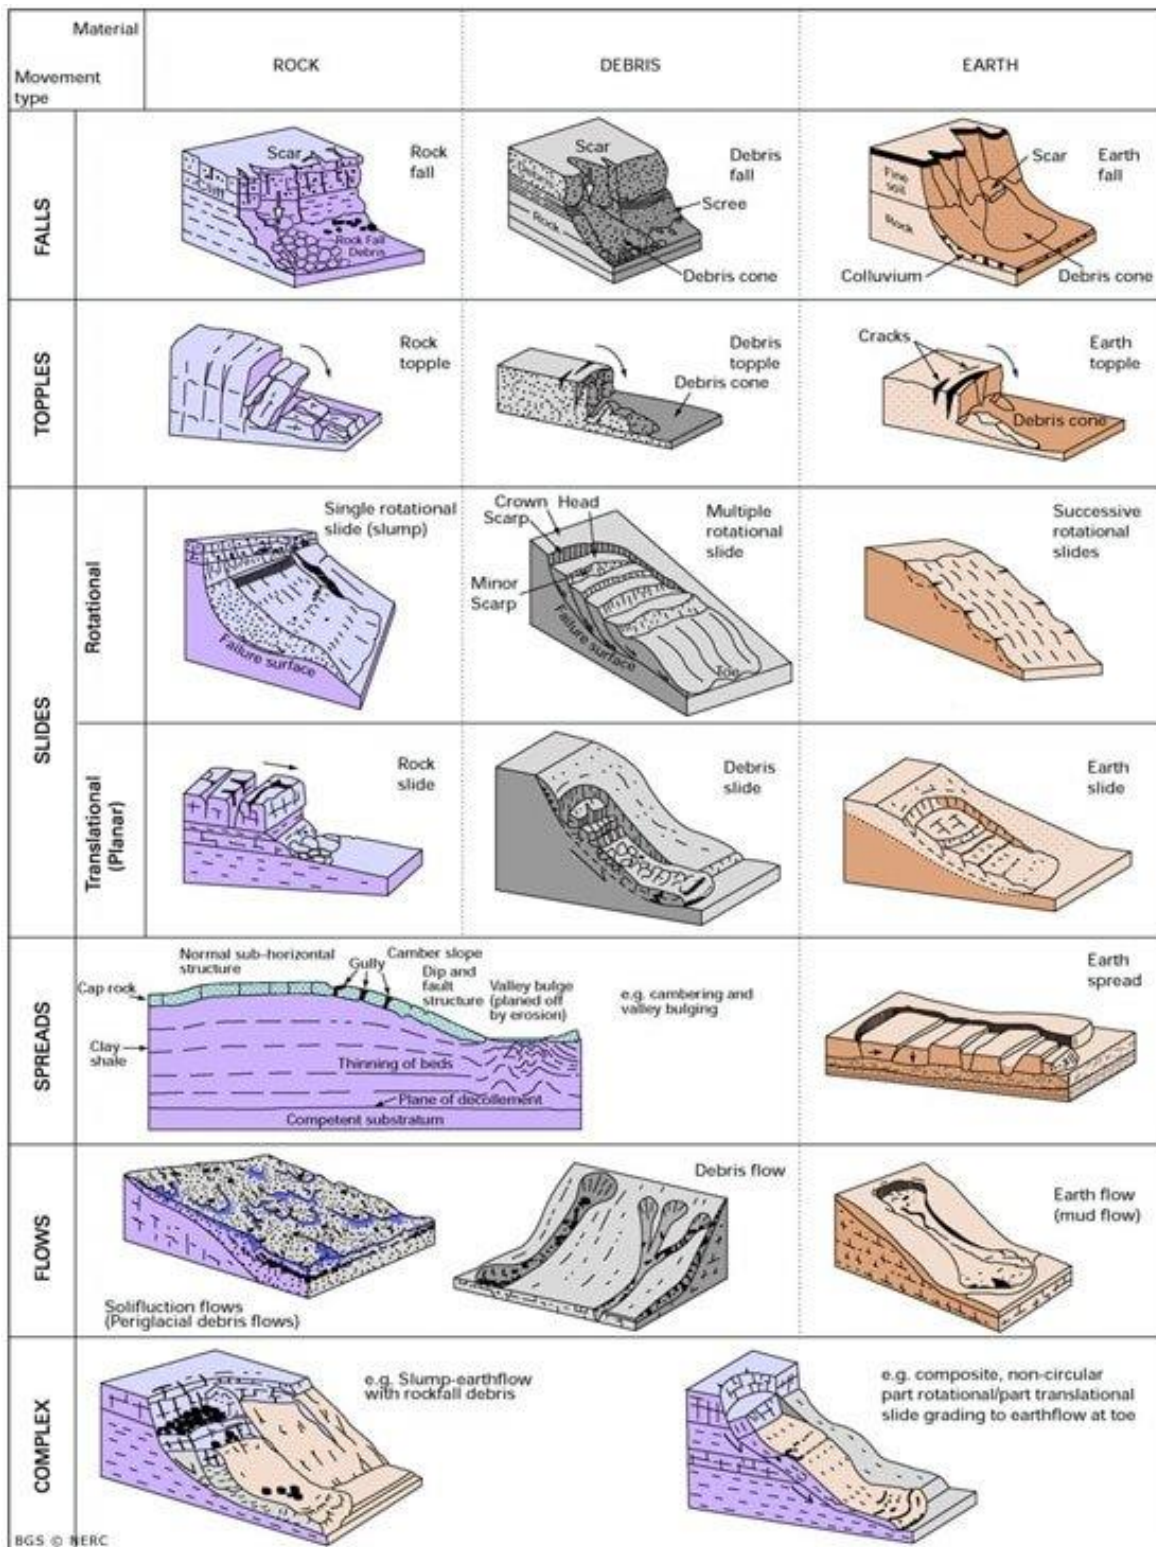 Material
Movement
type
ROCK
DEBRIS
EARTH
FALLS
Scar
Cliff
Rock Fall
Debris
Rock
fall
Scar
Debris
Rock
Debris
fall
Scree
Debris cone
Fine
soil
Rock
Scar
Earth
fall
Colluvium
Debris cone
TOPPLES
Rock
topple
Debris
topple
Debris cone
Cracks
Earth
topple
Debris cone
SLIDES
Rotational
Single rotational
slide (slump)
Failure surface
Crown
Head
Scarp
Minor
Scarp
Failure surface
Toe
Multiple
rotational
slide
Successive
rotational
slides
Translational
(Planar)
Rock
slide
Debris
slide
Earth
slide
SPREADS
Normal sub-horizontal
structure
Cap rock
Gully
Camber slope
Dip and
fault
structure
Valley bulge
(planed off
by erosion)
Clay
shale
Thinning of beds
Plane of decollement
Competent substratum
e.g. cambering and
valley bulging
Earth
spread
FLOWS
Solifluction flows
(Periglacial debris flows)
Debris flow
Earth flow
(mud flow)
COMPLEX
e.g. Slump-earthflow
with rockfall debris
e.g. composite, non-circular
part rotational/part translational
slide grading to earthflow at toe
BGS © NERC